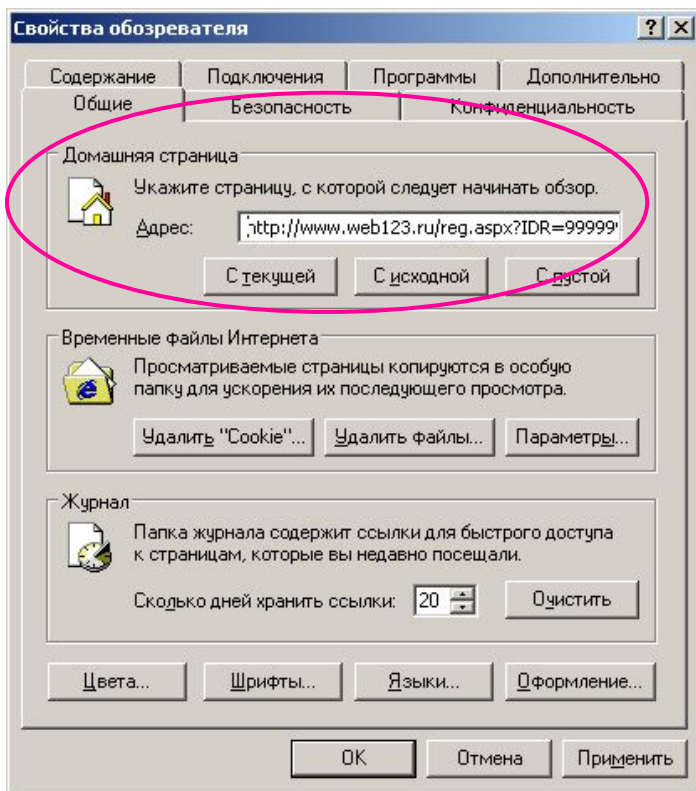 Свойства обозревателя
Содержание Подключения Программы Дополнительно
Общие Безопасность Конфиденциальность
Домашняя страница
Укажите страницу, с которой следует начинать обзор.
Адрес: http://www.web123.ru/reg.aspx?IDR=99999
С текущей С исходной С пустой
Временные файлы Интернета
Просматриваемые страницы копируются в особую
папку для ускорения их последующего просмотра.
Удалить "Cookie"... Удалить файлы... Параметры...
Журнал
Папка журнала содержит ссылки для быстрого доступа
к страницам, которые вы недавно посещали.
Сколько дней хранить ссылки: 20 Очистить
Цвета... Шрифты... Языки... Оформление...
OK Отмена Применить